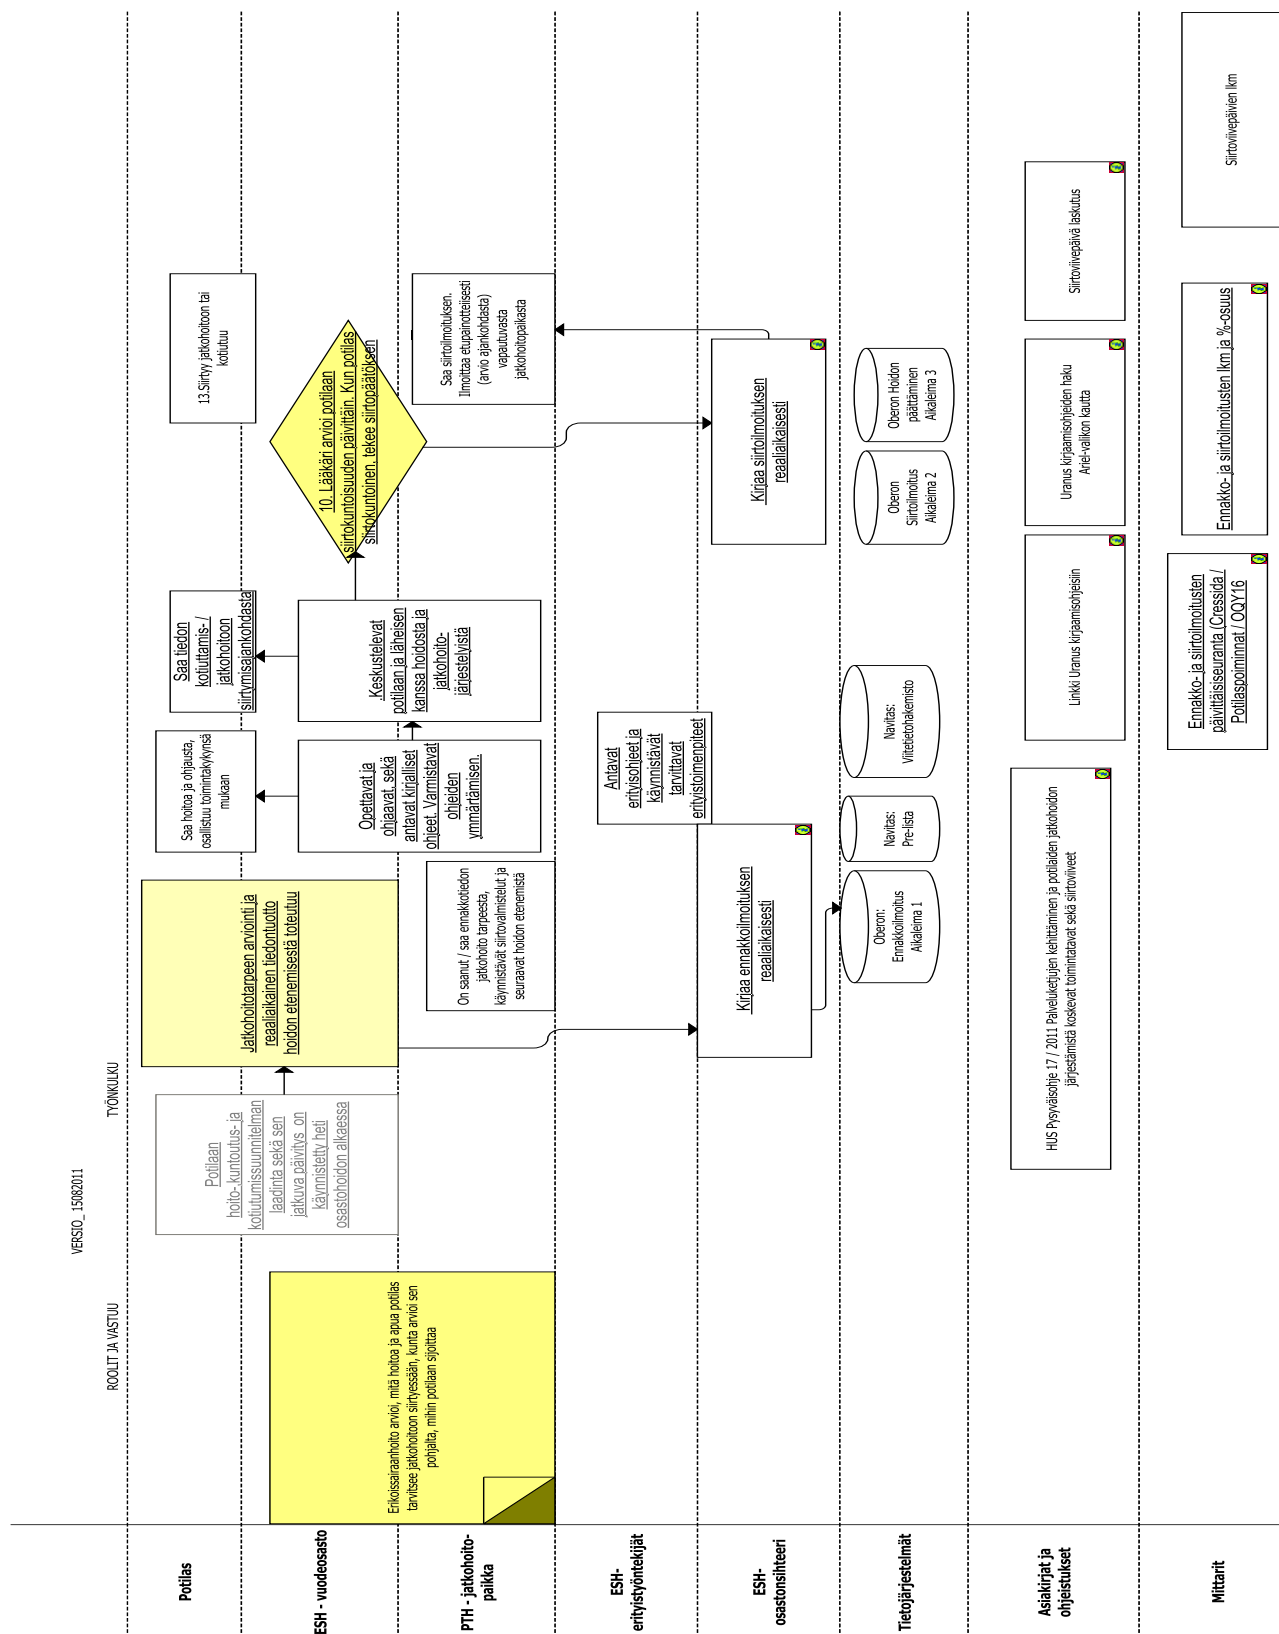 VERSIO_ 15082011
ROOLIT JA VASTUU
TYÖNKULKU
Potilas
13.Siirtyy jatkohoitoon tai
kotiutuu
Saa tiedon
kotiuttamis- /
jatkohoitoon
siirtymisajankohdasta
Saa hoitoa ja ohjausta,
osallistuu toimintakykynsä
mukaan
ESH - vuodeosasto
Erikoissairaanhoito arvioi, mitä hoitoa ja apua potilas
tarvitsee jatkohoitoon siirtyessään, kunta arvioi sen
pohjalta, mihin potilaan sijoittaa
Potilaan
hoito-,kuntoutus- ja
kotiutumissuunnitelman
laadinta sekä sen
jatkuva päivitys on
käynnistetty heti
osastohoidon alkaessa
Jatkohoitotarpeen arviointi ja
reaaliaikainen tiedontuotto
hoidon etenemisestä toteutuu
Opettavat ja
ohjaavat, sekä
antavat kirjalliset
ohjeet. Varmistavat
ohjeiden
ymmärtämisen.
.Keskustelevat
potilaan ja läheisen
kanssa hoidosta ja
jatkohoito-
järjestelyistä
10. Lääkäri arvioi potilaan
siirtokuntoisuuden päivittäin. Kun potilas
siirtokuntoinen, tekee siirtopäätöksen
PTH - jatkohoito-
paikka
On saanut / saa ennakkotiedon
jatkohoito tarpeesta,
käynnistävät siirtovalmistelut ja
seuraavat hoidon etenemistä
Saa siirtoilmoituksen.
Ilmoittaa etupainotteisesti
(arvio ajankohdasta)
vapautuvasta
jatkohoitopaikasta
ESH-
erityistyöntekijät
Antavat
erityisohjeet ja
käynnistävät
tarvittavat
erityistoimenpiteet
ESH-
osastonsihteeri
Kirjaa ennakkoilmoituksen
reaaliaikaisesti
Kirjaa siirtoilmoituksen
reaaliaikaisesti
Tietojärjestelmät
Oberon:
Ennakkoilmoitus
Aikaleima 1
Navitas:
Pre-lista
Navitas:
Viitetietohakemisto
Oberon
Siirtoilmoitus
Aikaleima 2
Oberon Hoidon
päättäminen
Aikaleima 3
Asiakirjat ja
ohjeistukset
HUS Pysyväisohje 17 / 2011 Palveluketjujen kehittäminen ja potilaiden jatkohoidon
järjestämistä koskevat toimintatavat sekä siirtoviiveet
Linkki Uranus kirjaamisohjeisiin
Uranus kirjaamisohjeiden haku
Ariel-valikon kautta
Siirtoviivepäivä laskutus
Mittarit
Ennakko- ja siirtoilmoitusten
päivittäisiseuranta (Cressida /
Potilaspoiminnat / OQY16
Ennakko- ja siirtoilmoitusten lkm ja %-osuus
Siirtoviivepäivien lkm